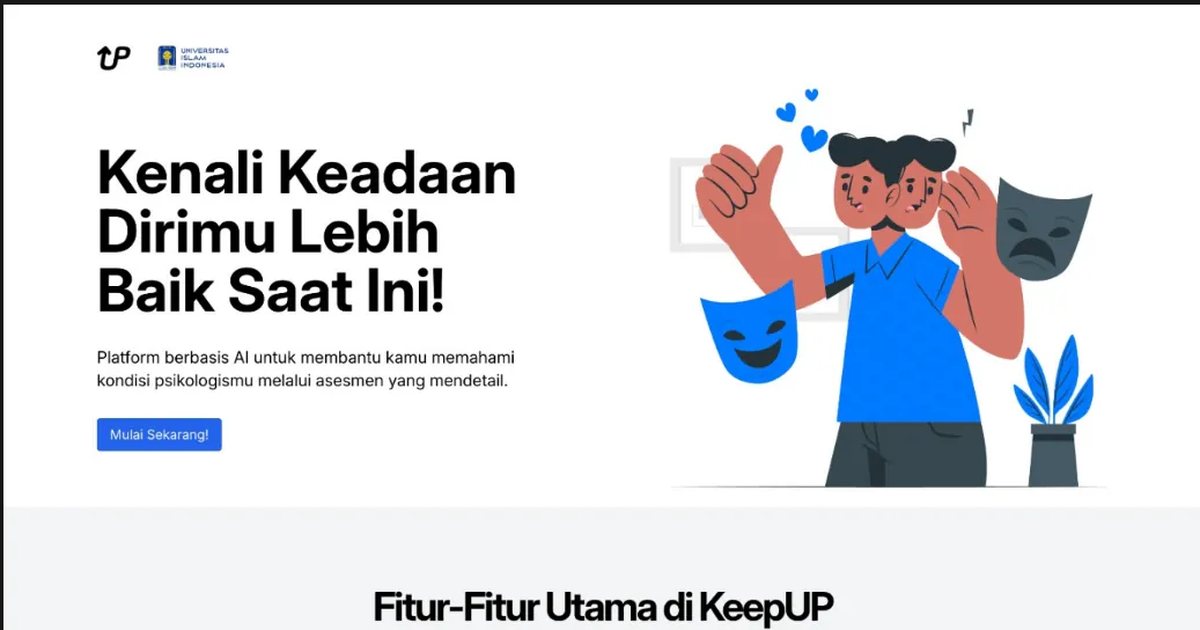 UP
UNIVERSITAS
ISLAM
INDONESIA
Kenali Keadaan
Dirimu Lebih
Baik Saat Ini!
Platform berbasis AI untuk membantu kamu memahami
kondisi psikologismu melalui asesmen yang mendetail.
Mulai Sekarang!
Fitur-Fitur Utama di KeepUP